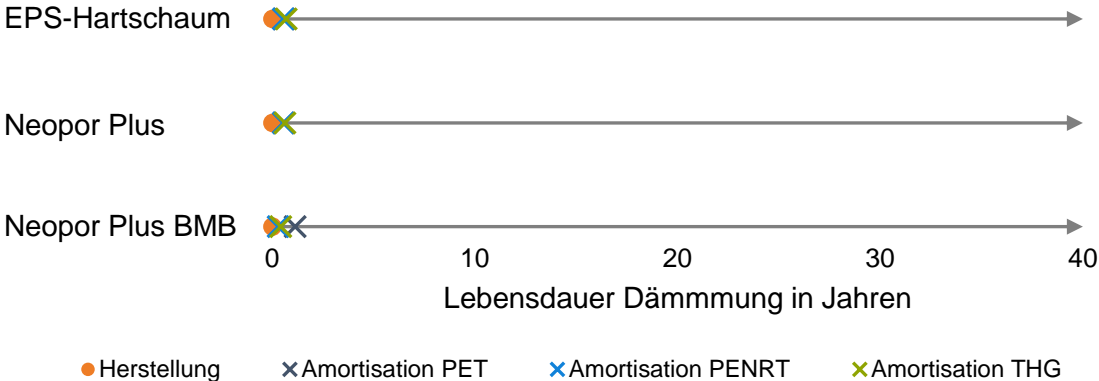 EPS-Hartschaum
Neopor Plus
Neopor Plus BMB
0 10 20 30 40
Lebensdauer Dämmmung in Jahren
Herstellung Amortisation PET Amortisation PENRT Amortisation THG